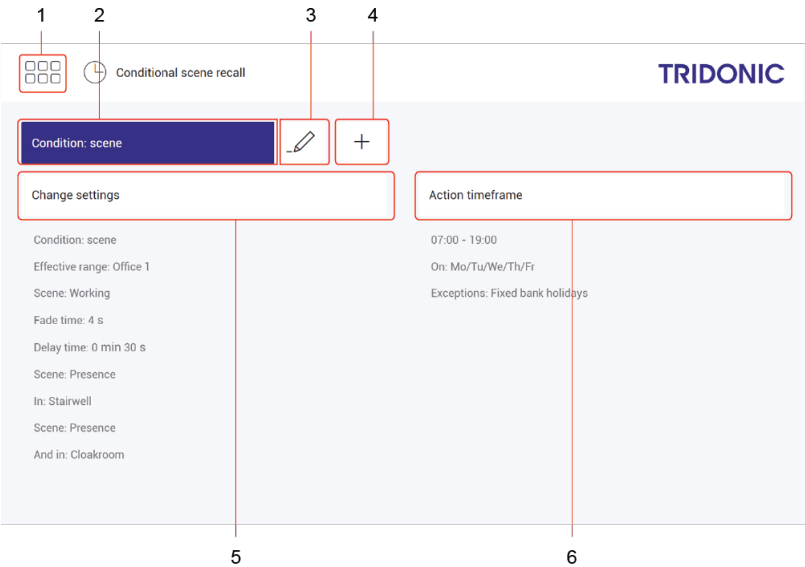 1 2 3 4
Conditional scene recall
TRIDONIC
Condition: scene
Change settings
Action timeframe
Condition: scene
07:00 - 19:00
Effective range: Office 1
On: Mo/Tu/We/Th/Fr
Scene: Working
Exceptions: Fixed bank holidays
Fade time: 4 s
Delay time: 0 min 30 s
Scene: Presence
In: Stairwell
Scene: Presence
And in: Cloakroom
5 6